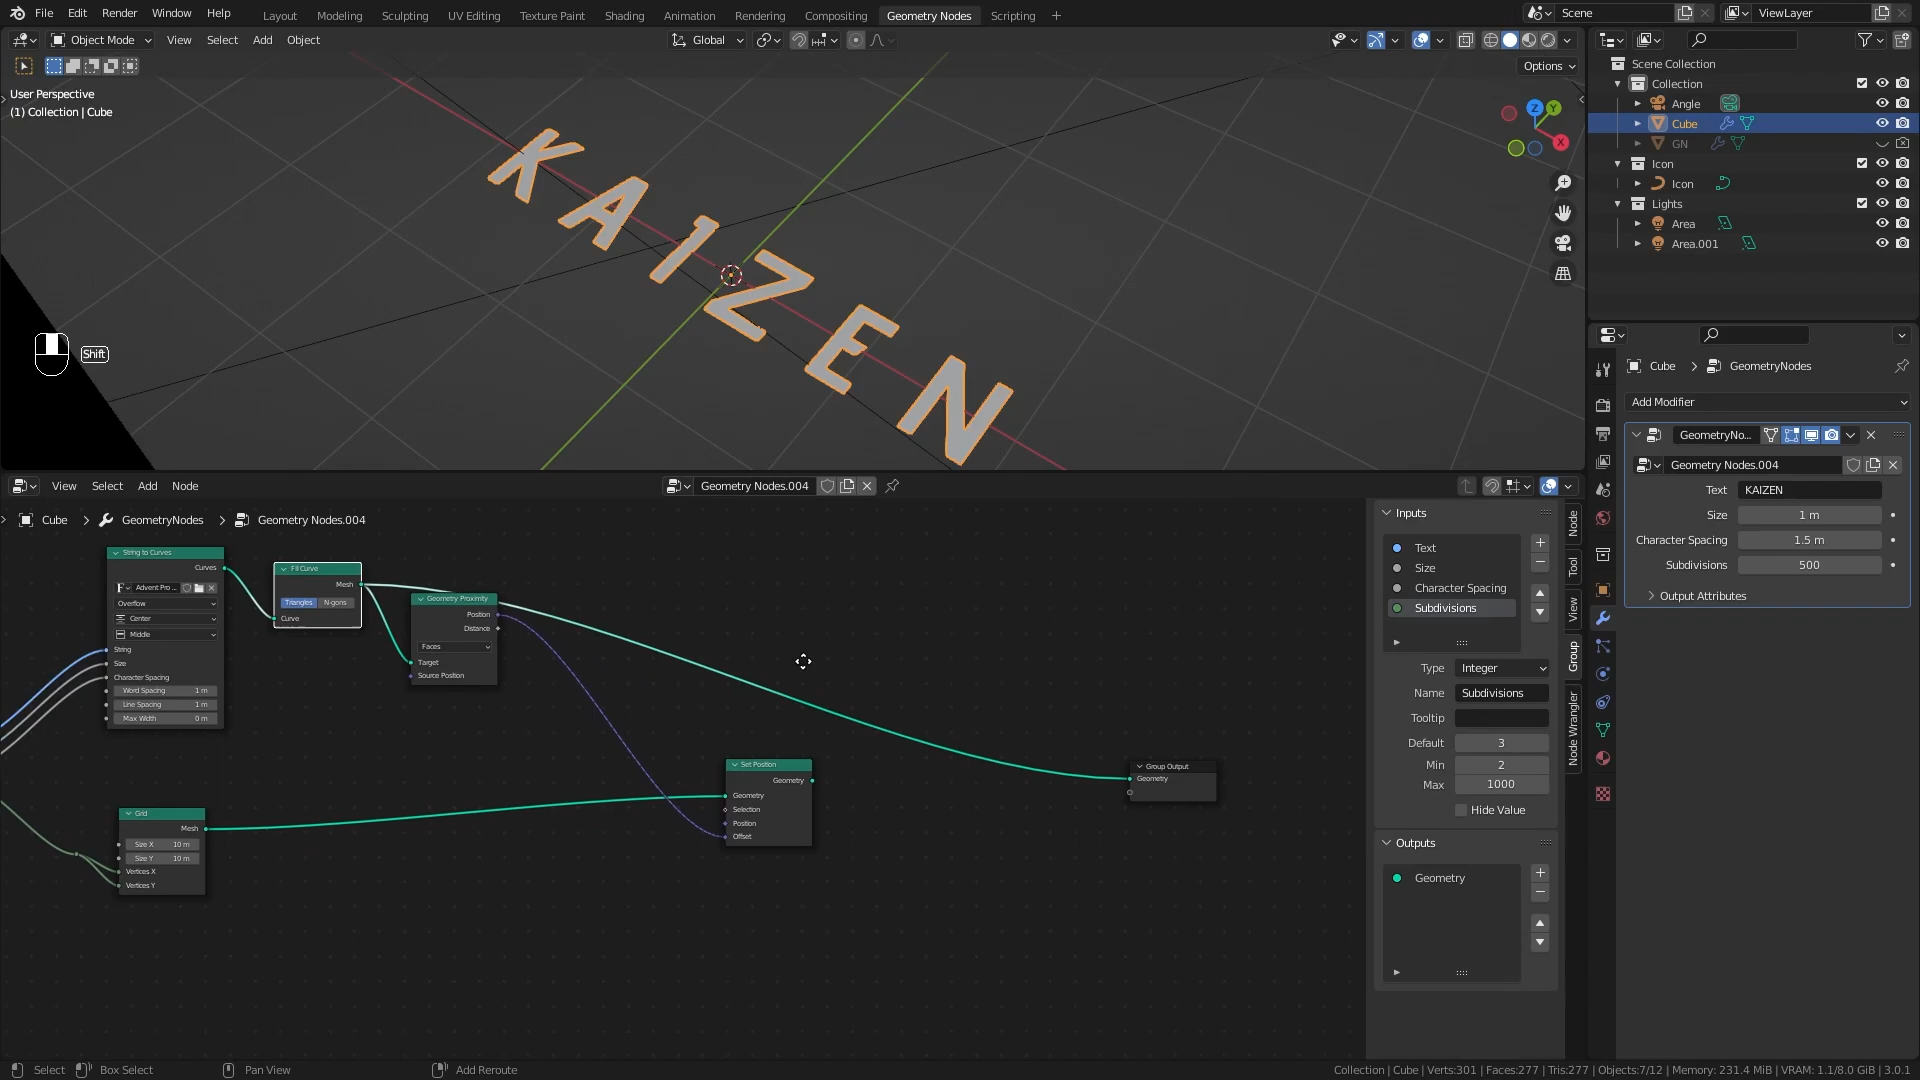 File Edit Render Window Help
Layout Modeling Sculpting UV Editing Texture Paint Shading Animation Rendering Compositing Geometry Nodes Scripting +
Scene
ViewLayer
Object Mode View Select Add Object
Global
Options
User Perspective
(1) Collection | Cube
KAIZEN
Z
Y
X
Shift
Scene Collection
Collection
Angle
Cube
GN
Icon
Icon
Lights
Area
Area.001
Cube > GeometryNodes
Add Modifier
GeometryNo...
Geometry Nodes.004
Text KAIZEN
Size 1 m
Character Spacing 1.5 m
Subdivisions 500
Output Attributes
View Select Add Node
Geometry Nodes.004
Cube > GeometryNodes > Geometry Nodes.004
String to Curves
Curves
Advent Pro ...
Overflow
Center
Middle
String
Size
Character Spacing
Word Spacing 1 m
Line Spacing 1 m
Max Width 0 m
Fill Curve
Mesh
Triangles N-gons
Curve
Geometry Proximity
Position
Distance
Faces
Target
Source Position
Set Position
Geometry
Geometry
Selection
Position
Offset
Group Output
Geometry
Grid
Mesh
Size X 10 m
Size Y 10 m
Vertices X
Vertices Y
Inputs
Text
Size
Character Spacing
Subdivisions
Type Integer
Name Subdivisions
Tooltip
Default 3
Min 2
Max 1000
Hide Value
Outputs
Geometry
Node
Tool
View
Group
Node Wrangler
Select Box Select Pan View Add Reroute
Collection | Cube | Verts:301 | Faces:277 | Tris:277 | Objects:7/12 | Memory: 231.4 MiB | VRAM: 1.1/8.0 GiB | 3.0.1